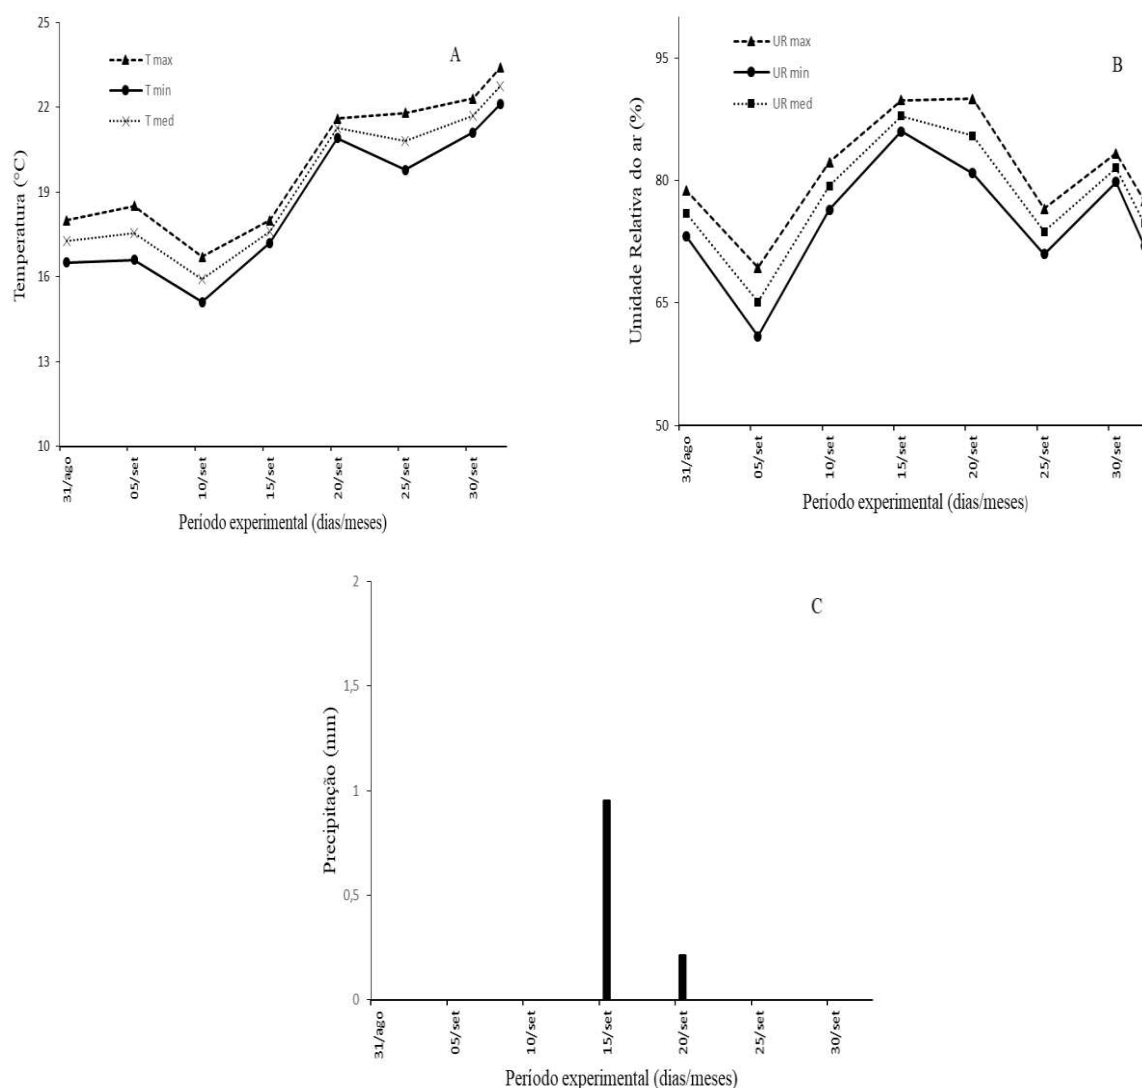 25
22
19
16
13
10
Temperatura (°C)
T max
T min
T med
A
31/ago
05/set
10/set
15/set
20/set
25/set
30/set
Período experimental (dias/meses)
95
80
65
50
Umidade Relativa do ar (%)
UR max
UR min
UR med
B
31/ago
05/set
10/set
15/set
20/set
25/set
30/set
Período experimental (dias/meses)
2
1,5
1
0,5
0
Precipitação (mm)
C
31/ago
05/set
10/set
15/set
20/set
25/set
30/set
Período experimental (dias/meses)